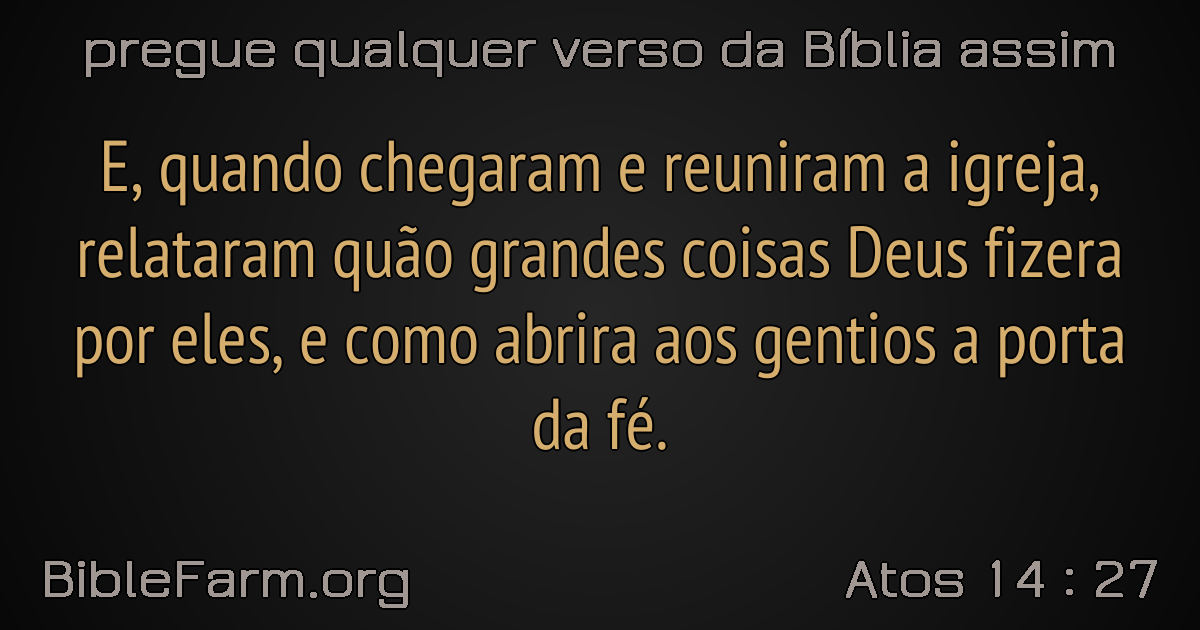 pregue qualquer verso da Bíblia assim
E, quando chegaram e reuniram a igreja,
relataram quão grandes coisas Deus fizera
por eles, e como abrira aos gentios a porta
da fé.
BibleFarm.org
Atos 14 : 27